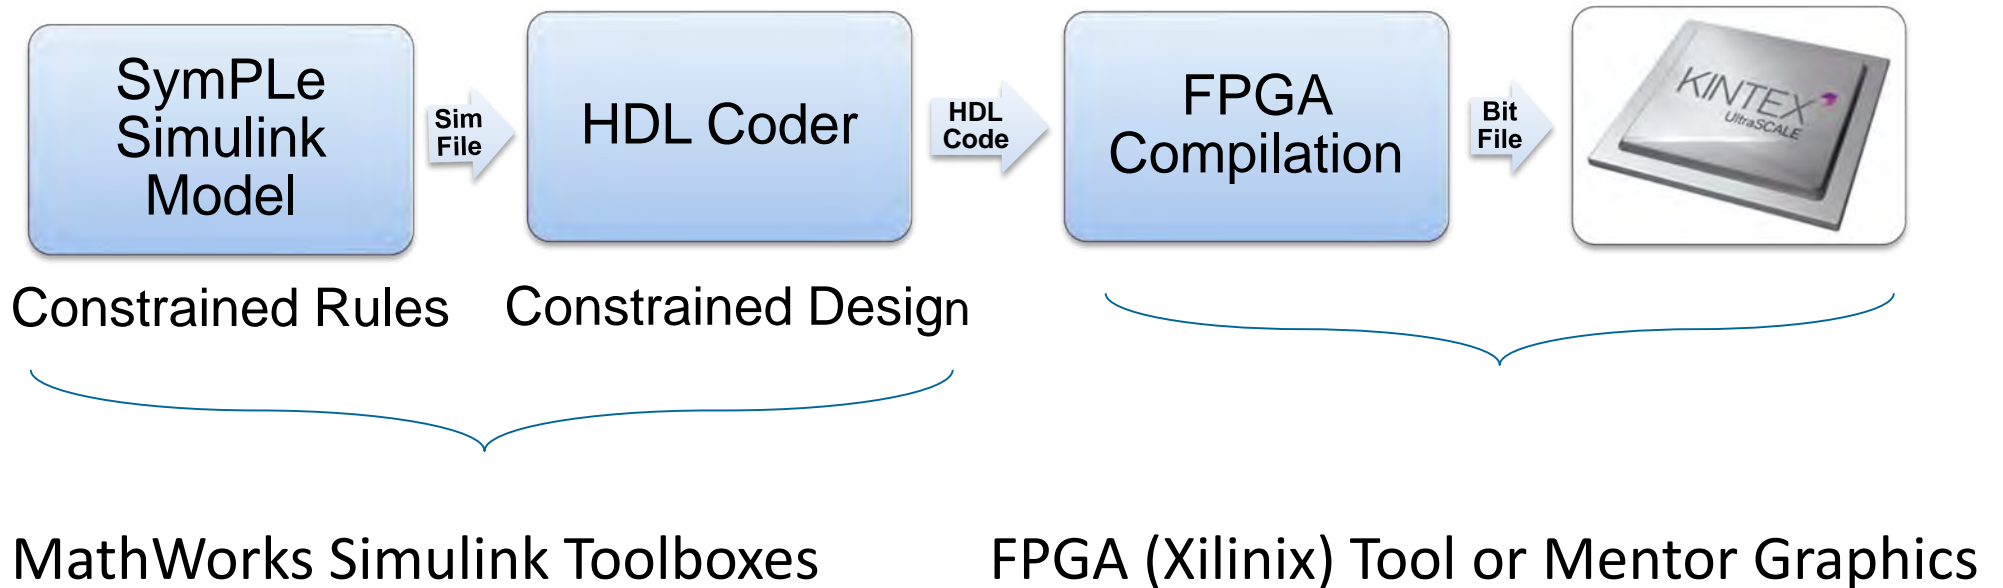 SymPLe
Simulink
Model
Sim
File
HDL Coder
HDL
Code
FPGA
Compilation
Bit
File
KINTEX
UltraSCALE
Constrained Rules
Constrained Design
MathWorks Simulink Toolboxes
FPGA (Xilinix) Tool or Mentor Graphics